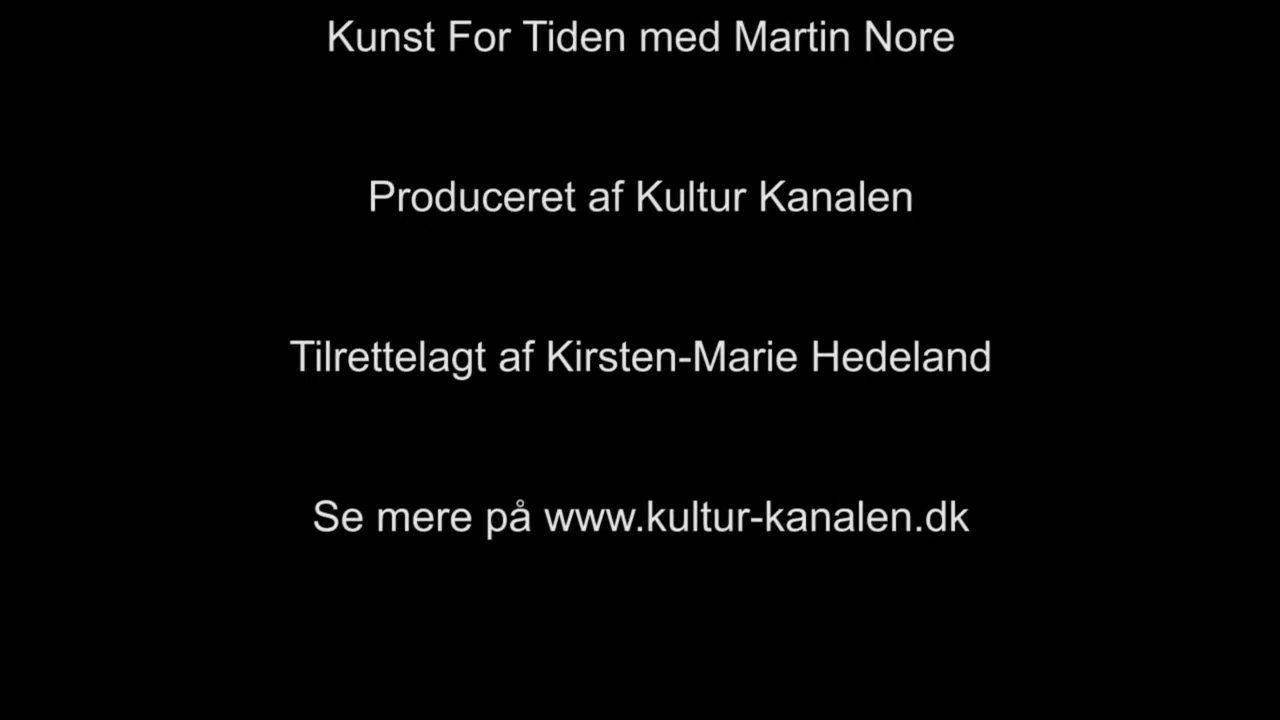 Kunst For Tiden med Martin Nore
Produceret af Kultur Kanalen
Tilrettelagt af Kirsten-Marie Hedeland
Se mere på www.kultur-kanalen.dk